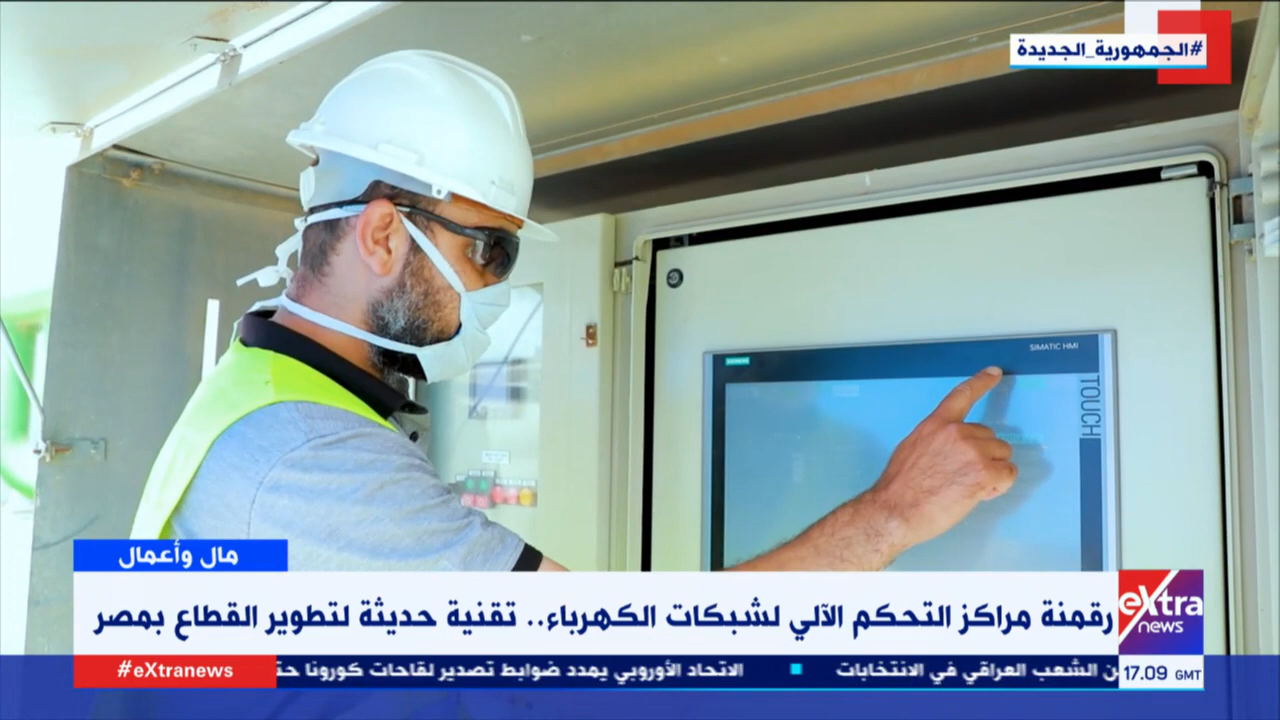 #الجمهورية_الجديدة
SIEMENS
SIMATIC HMI
TOUCH
مال وأعمال
رقمنة مراكز التحكم الآلي لشبكات الكهرباء.. تقنية حديثة لتطوير القطاع بمصر
eXtra
news
#eXtranews
الشعب العراقي في الانتخابات ■ الاتحاد الأوروبي يمدد ضوابط تصدير لقاحات كورونا
17.09 GMT